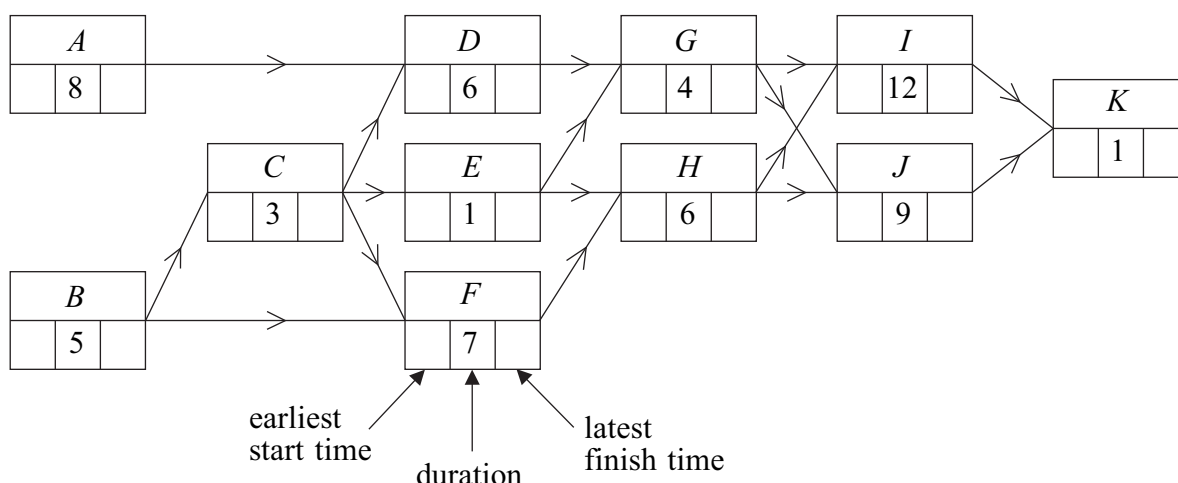 A
D
G
I
8
6
4
12
K
C
E
H
J
1
3
1
6
9
B
F
5
7
earliest
start time
latest
finish time
duration